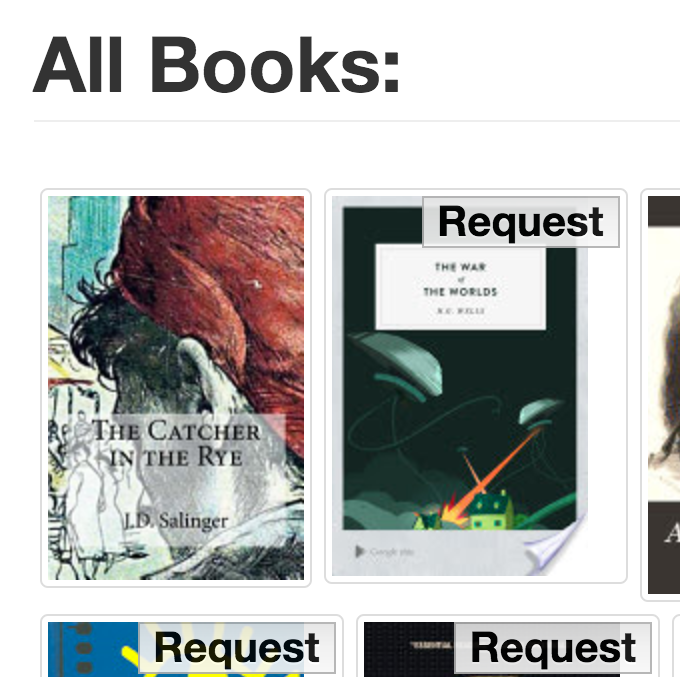 All Books:
Request
THE WAR
of
THE WORLDS
H.G. WELLS
THE CATCHER
IN THE RYE
J.D. Salinger
Google play
A
Request
Request
ESSENTIAL